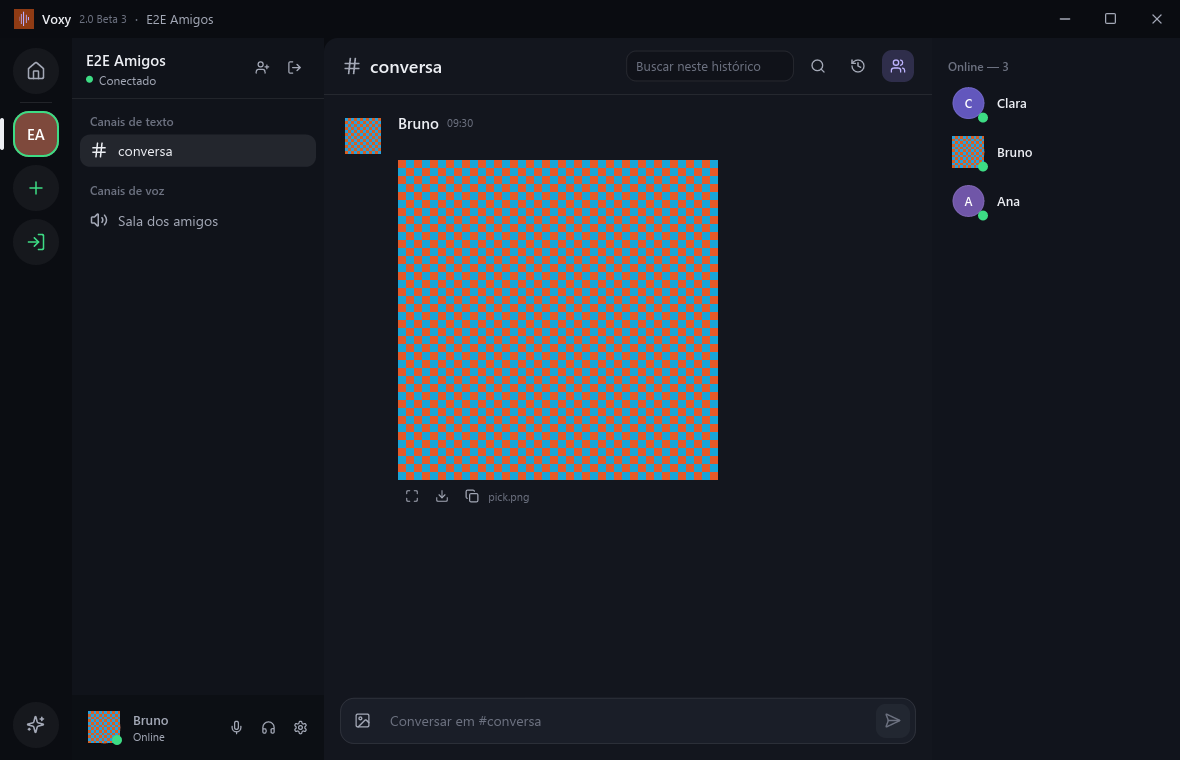 Voxy 2.0 Beta 3 · E2E Amigos
EA
E2E Amigos
Conectado
Canais de texto
conversa
Canais de voz
Sala dos amigos
Bruno
Online
# conversa
Buscar neste histórico
Bruno 09:30
pick.png
Conversar em #conversa
Online — 3
C Clara
Bruno
A Ana